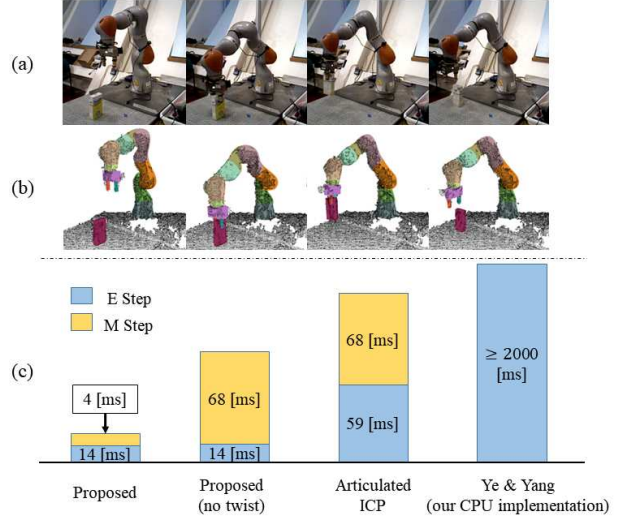 (a)
(b)
E Step
M Step
(c)
4 [ms]
14 [ms]
68 [ms]
14 [ms]
68 [ms]
59 [ms]
≥ 2000
[ms]
Proposed
Proposed
(no twist)
Articulated
ICP
Ye & Yang
(our CPU implementation)